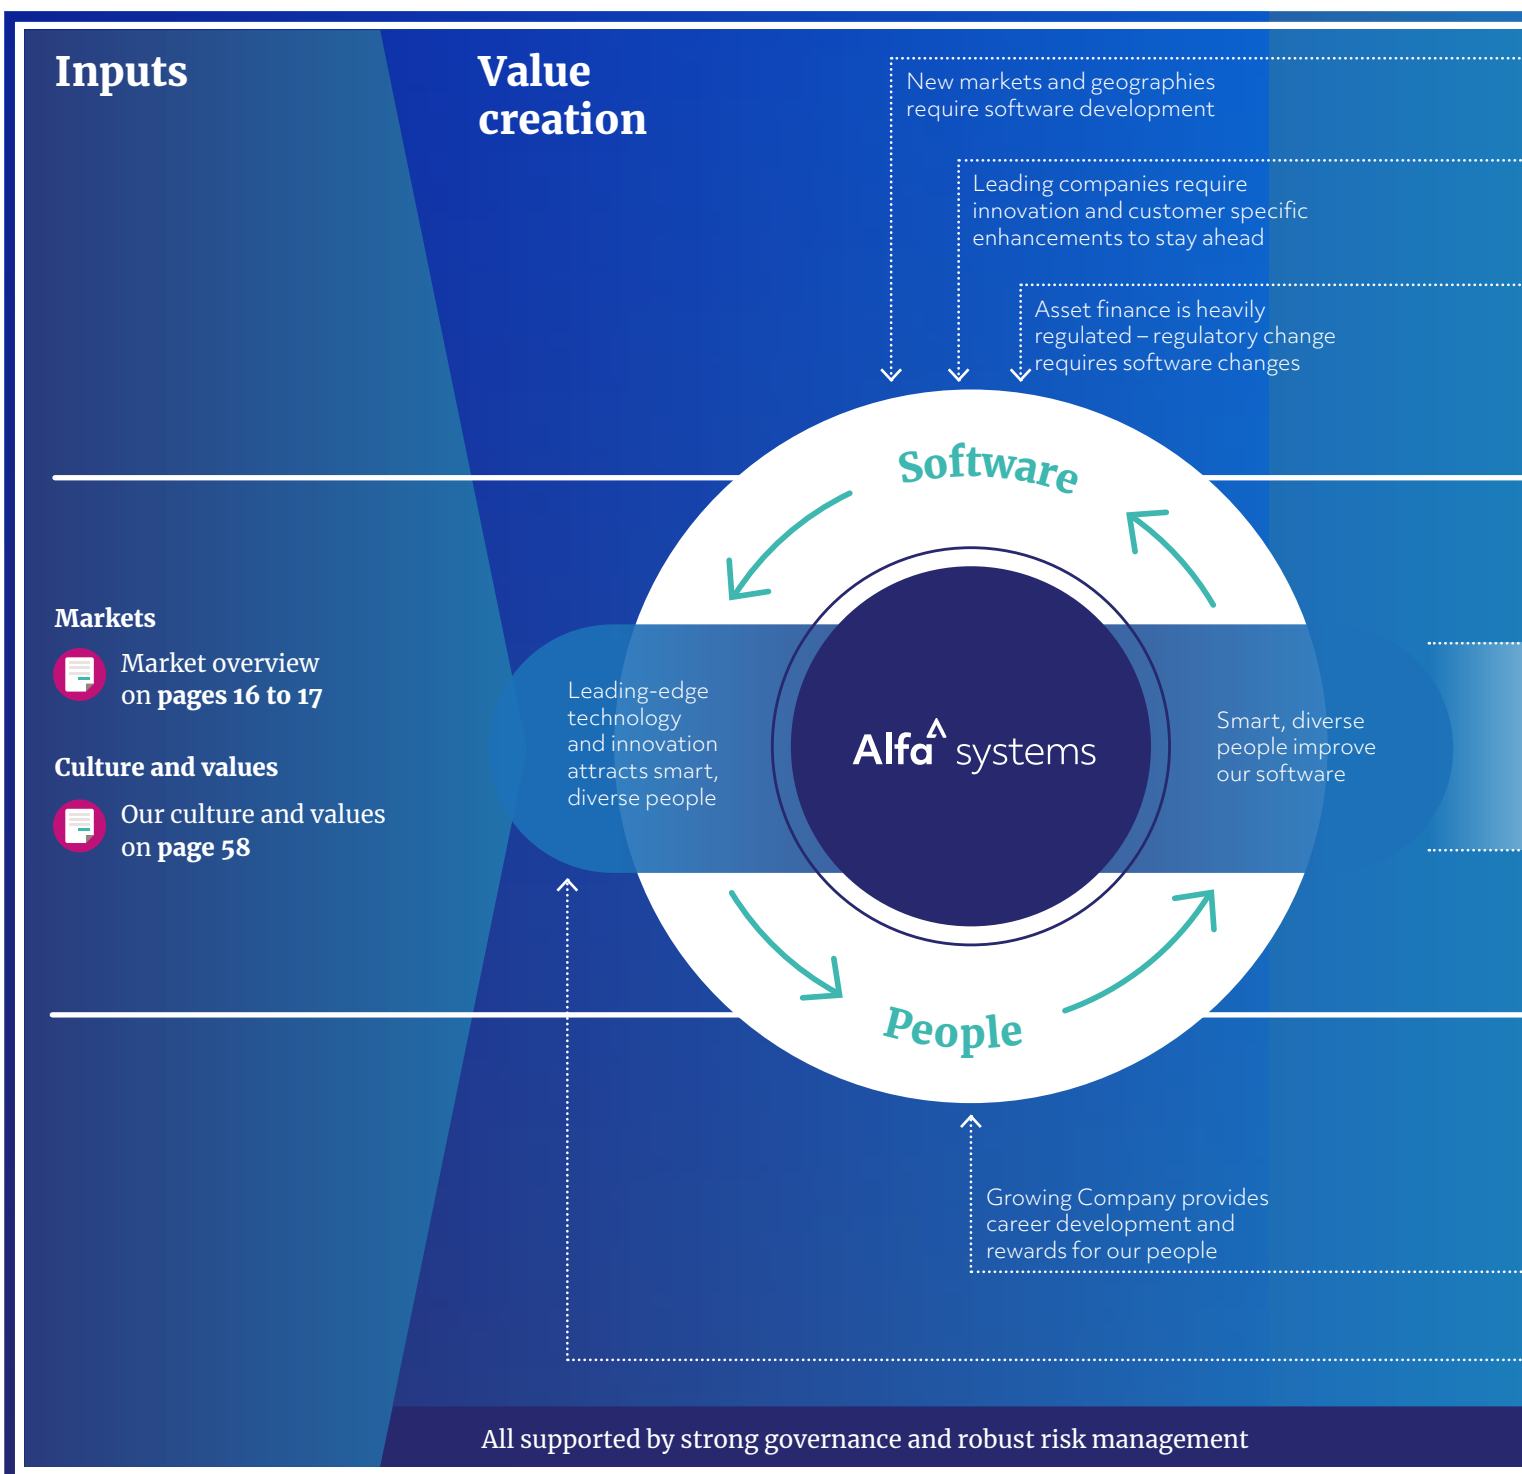 Inputs
Value
creation
New markets and geographies
require software development
Leading companies require
innovation and customer specific
enhancements to stay ahead
Asset finance is heavily
regulated – regulatory change
requires software changes
Software
Markets
Market overview
on pages 16 to 17
Culture and values
Our culture and values
on page 58
Leading-edge
technology
and innovation
attracts smart,
diverse people
Alfa systems
Smart, diverse
people improve
our software
People
Growing Company provides
career development and
rewards for our people
All supported by strong governance and robust risk management